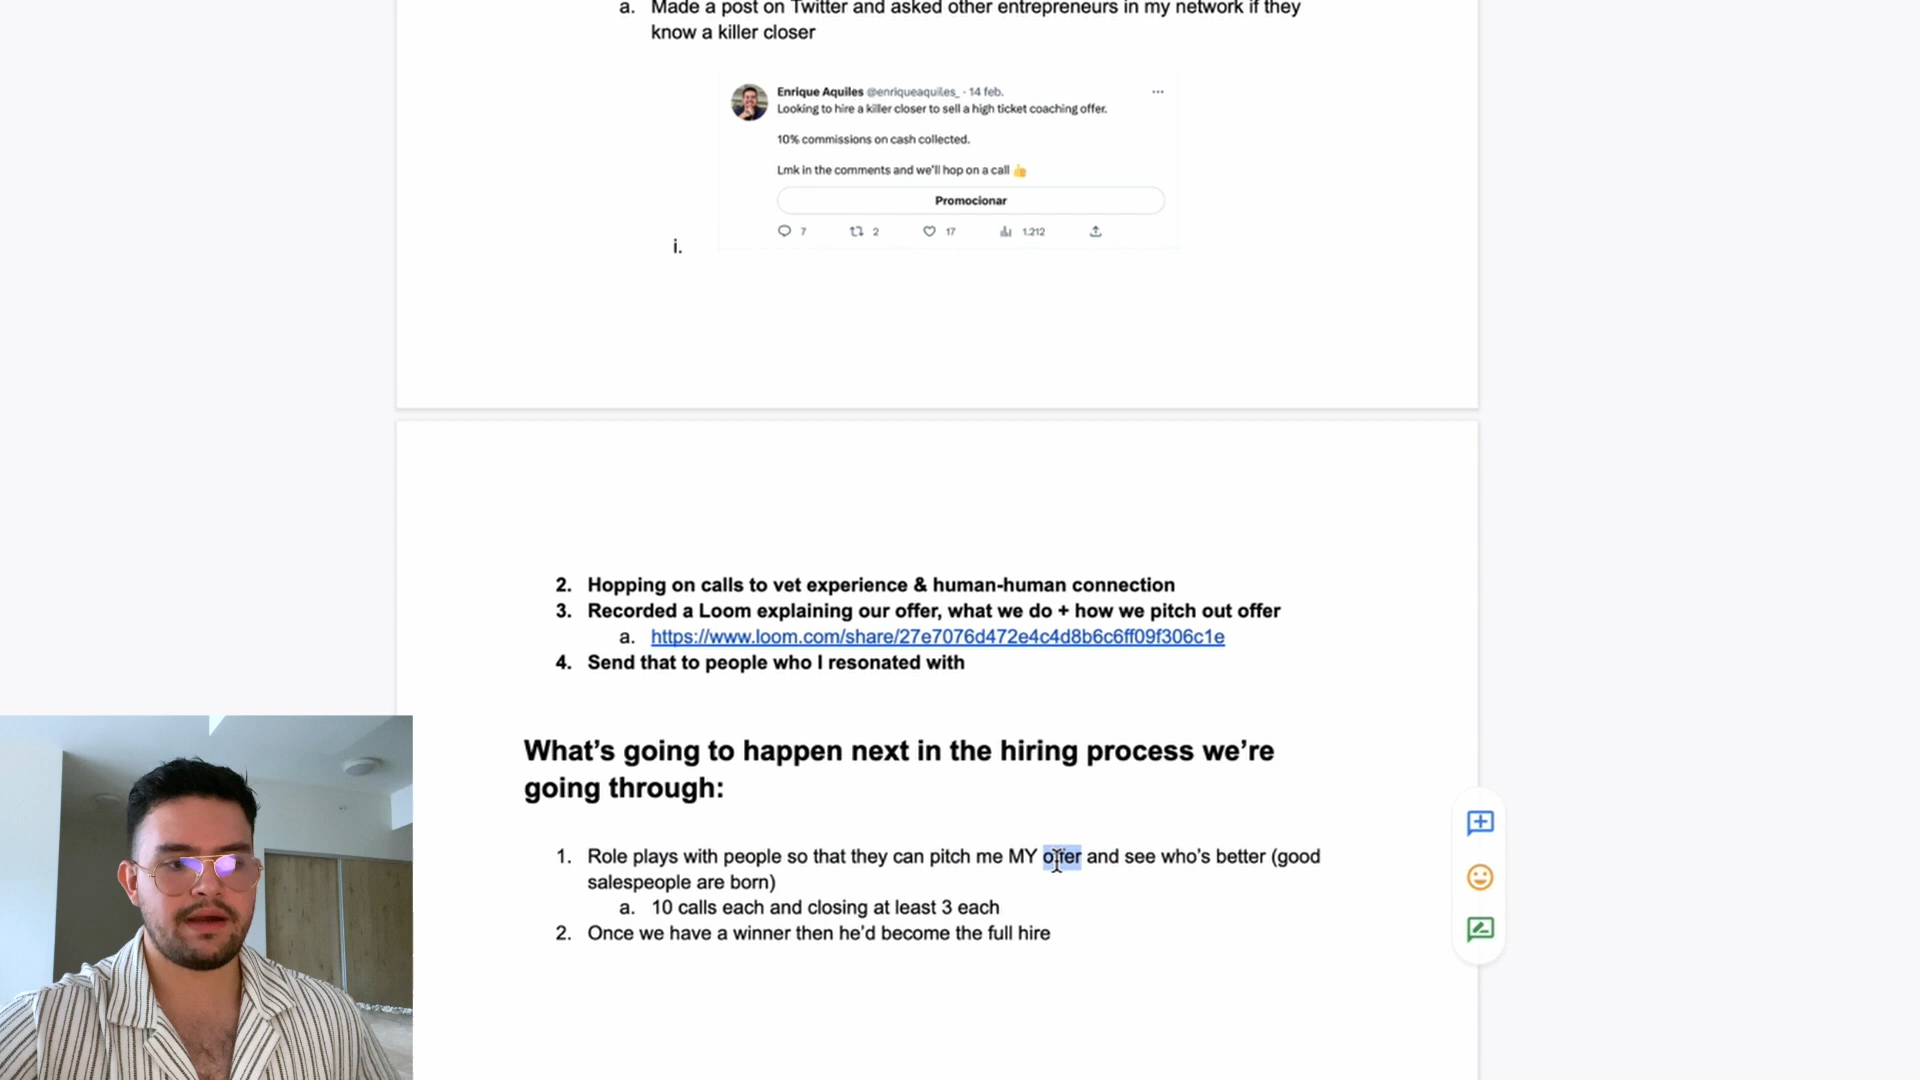 a. Made a post on Twitter and asked other entrepreneurs in my network if they
know a killer closer
Enrique Aquiles @enriqueaquiles_ · 14 feb.
Looking to hire a killer closer to sell a high ticket coaching offer.
10% commissions on cash collected.
Lmk in the comments and we'll hop on a call 👍
Promocionar
7 2 17 1.212
i.
2. Hopping on calls to vet experience & human-human connection
3. Recorded a Loom explaining our offer, what we do + how we pitch out offer
a. https://www.loom.com/share/27e7076d472e4c4d8b6c6ff09f306c1e
4. Send that to people who I resonated with
What's going to happen next in the hiring process we're
going through:
1. Role plays with people so that they can pitch me MY offer and see who's better (good
salespeople are born)
a. 10 calls each and closing at least 3 each
2. Once we have a winner then he'd become the full hire